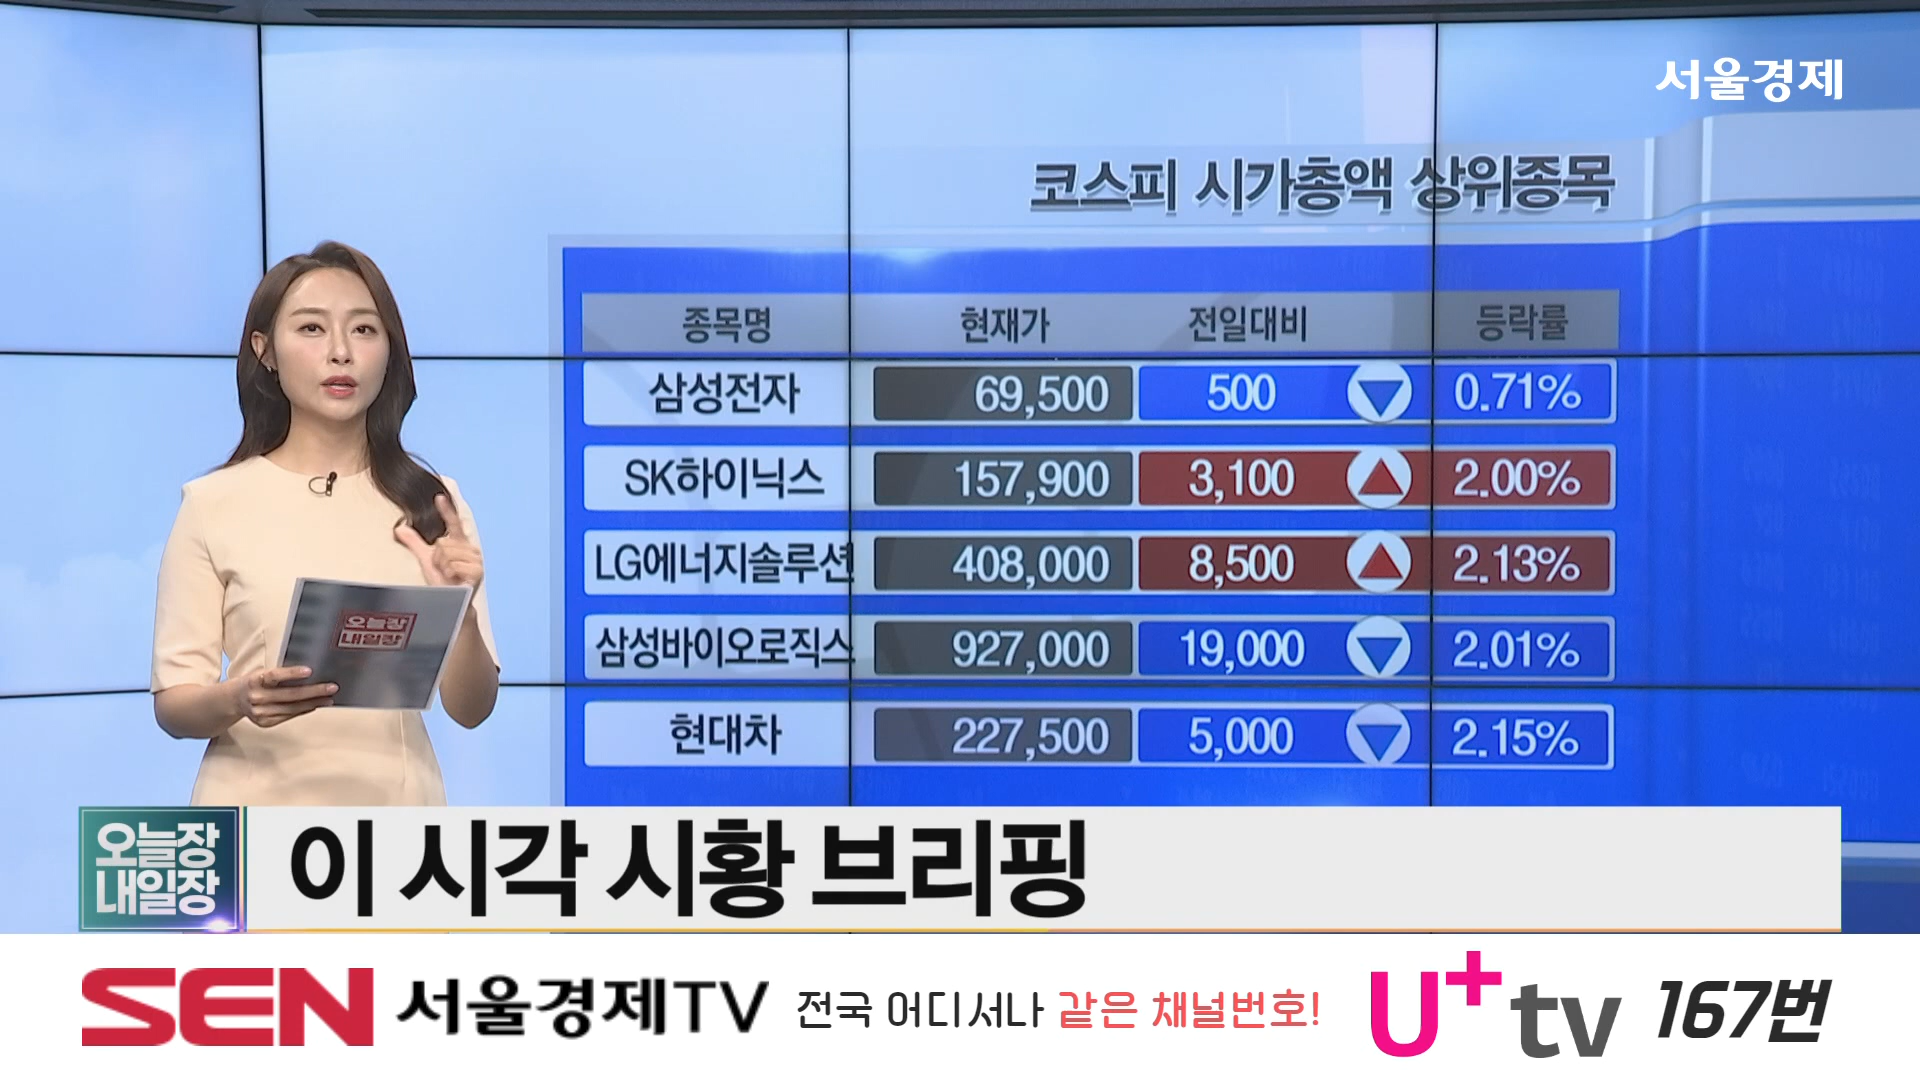 서울경제
코스피 시가총액 상위종목
종목명 현재가 전일대비 등락률
삼성전자 69,500 500 ▽ 0.71%
SK하이닉스 157,900 3,100 ▲ 2.00%
LG에너지솔루션 408,000 8,500 ▲ 2.13%
삼성바이오로직스 927,000 19,000 ▽ 2.01%
현대차 227,500 5,000 ▽ 2.15%
오늘장
내일장
오늘장
내일장
이 시각 시황 브리핑
SEN 서울경제TV 전국 어디서나 같은 채널번호! U+tv 167번